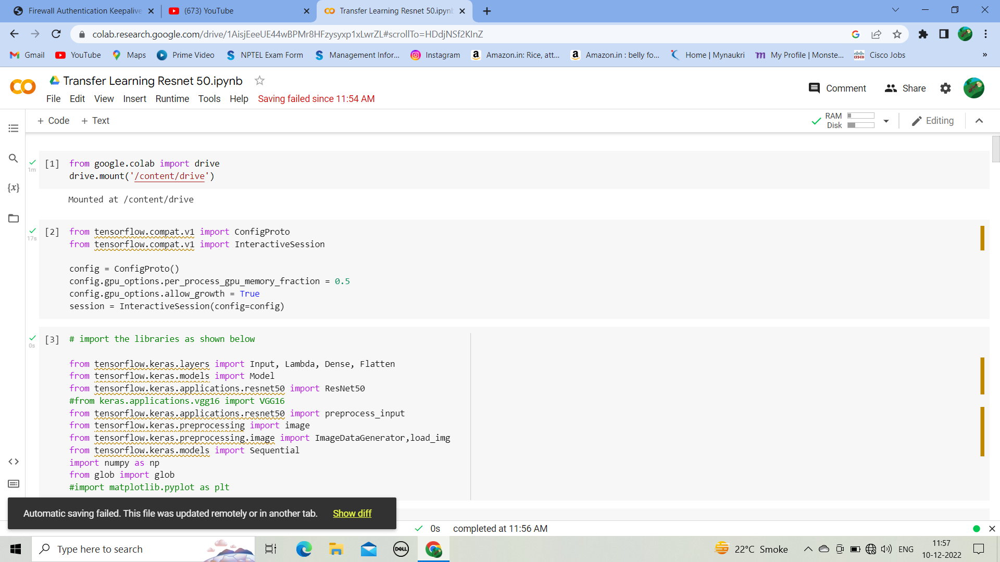 Firewall Authentication Keepalive
(673) YouTube
Transfer Learning Resnet 50.ipynb
colab.research.google.com/drive/1AisjEeeUE44wBPMr8HFzysyxp1xLwrZL#scrollTo=HDdjNSf2KInZ
Gmail
YouTube
Maps
Prime Video
NPTEL Exam Form
Management Infor...
Instagram
Amazon.in: Rice, att...
Amazon.in : belly fo...
Home | Mynaukri
My Profile | Monste...
Cisco Jobs
»
Transfer Learning Resnet 50.ipynb
Comment
Share
File Edit View Insert Runtime Tools Help Saving failed since 11:54 AM
+ Code + Text
RAM
Disk
Editing
1m
[1] from google.colab import drive
drive.mount('/content/drive')
Mounted at /content/drive
17s
[2] from tensorflow.compat.v1 import ConfigProto
from tensorflow.compat.v1 import InteractiveSession
config = ConfigProto()
config.gpu_options.per_process_gpu_memory_fraction = 0.5
config.gpu_options.allow_growth = True
session = InteractiveSession(config=config)
0s
[3] # import the libraries as shown below
from tensorflow.keras.layers import Input, Lambda, Dense, Flatten
from tensorflow.keras.models import Model
from tensorflow.keras.applications.resnet50 import ResNet50
#from keras.applications.vgg16 import VGG16
from tensorflow.keras.applications.resnet50 import preprocess_input
from tensorflow.keras.preprocessing import image
from tensorflow.keras.preprocessing.image import ImageDataGenerator,load_img
from tensorflow.keras.models import Sequential
import numpy as np
from glob import glob
#import matplotlib.pyplot as plt
Automatic saving failed. This file was updated remotely or in another tab. Show diff
0s completed at 11:56 AM
Type here to search
DELL
22°C Smoke
ENG
11:57
10-12-2022